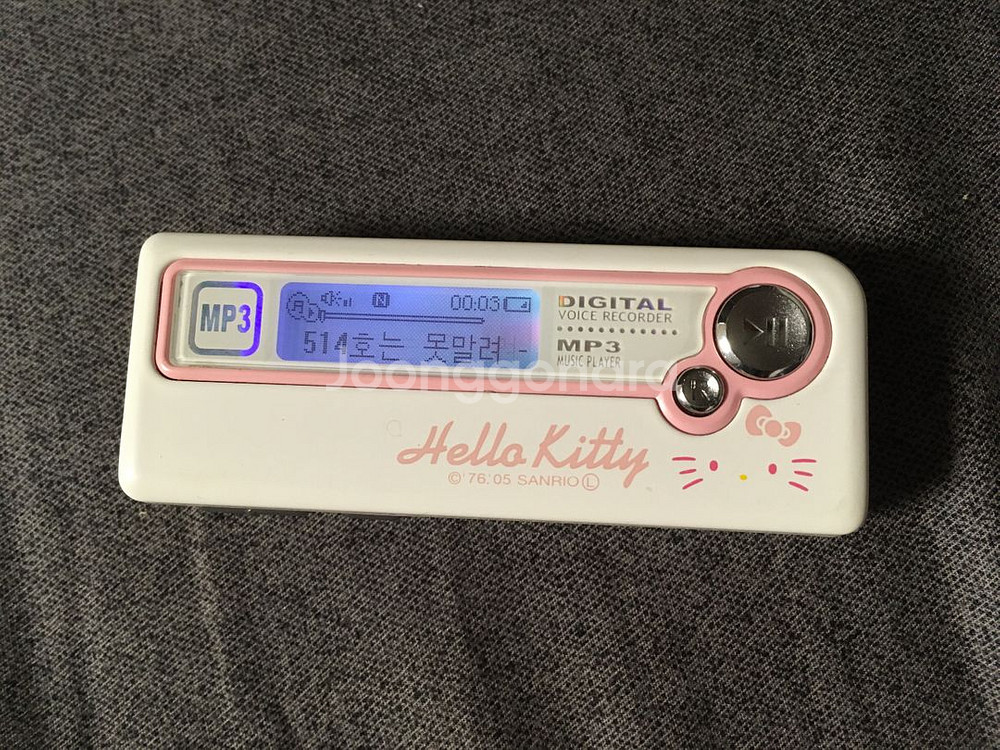 MP3
N
00:03
514호는 못말려 -
DIGITAL
VOICE RECORDER
MP3
MUSIC PLAYER
Joonggonara
Hello Kitty
©'76,'05 SANRIO Ⓛ